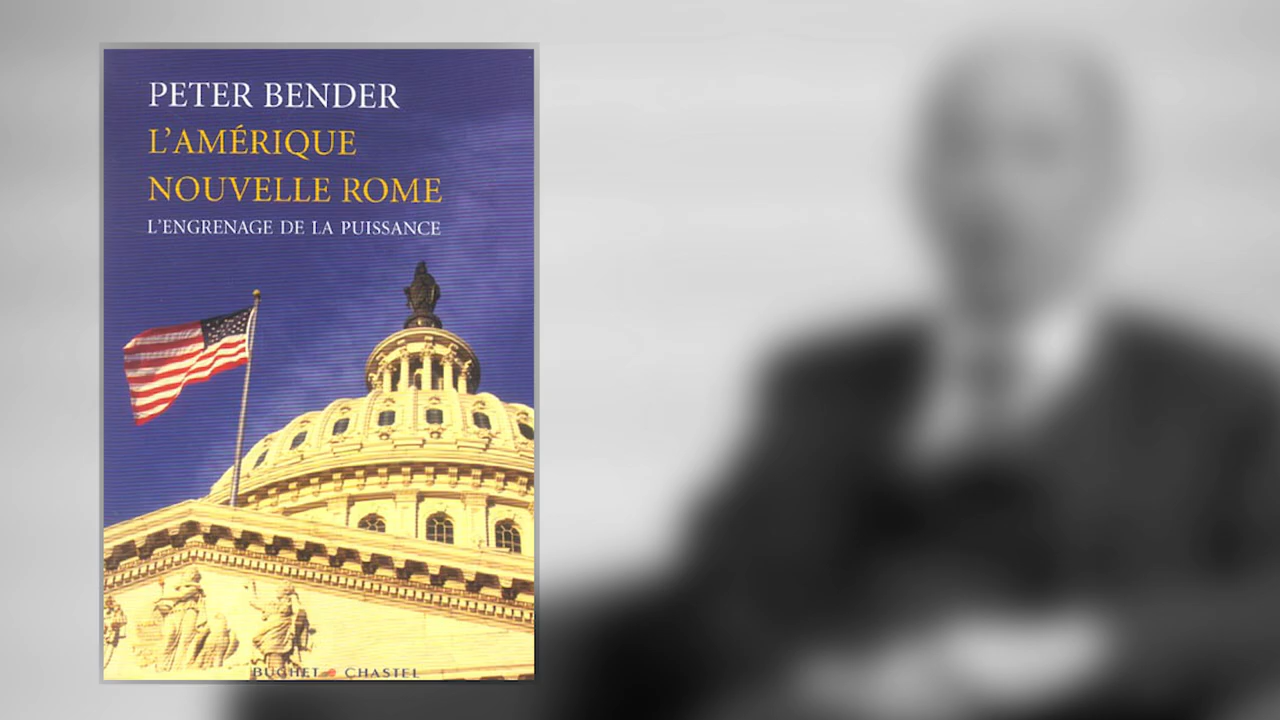 PETER BENDER
L'AMÉRIQUE
NOUVELLE ROME
L'ENGRENAGE DE LA PUISSANCE
BUCHET CHASTEL